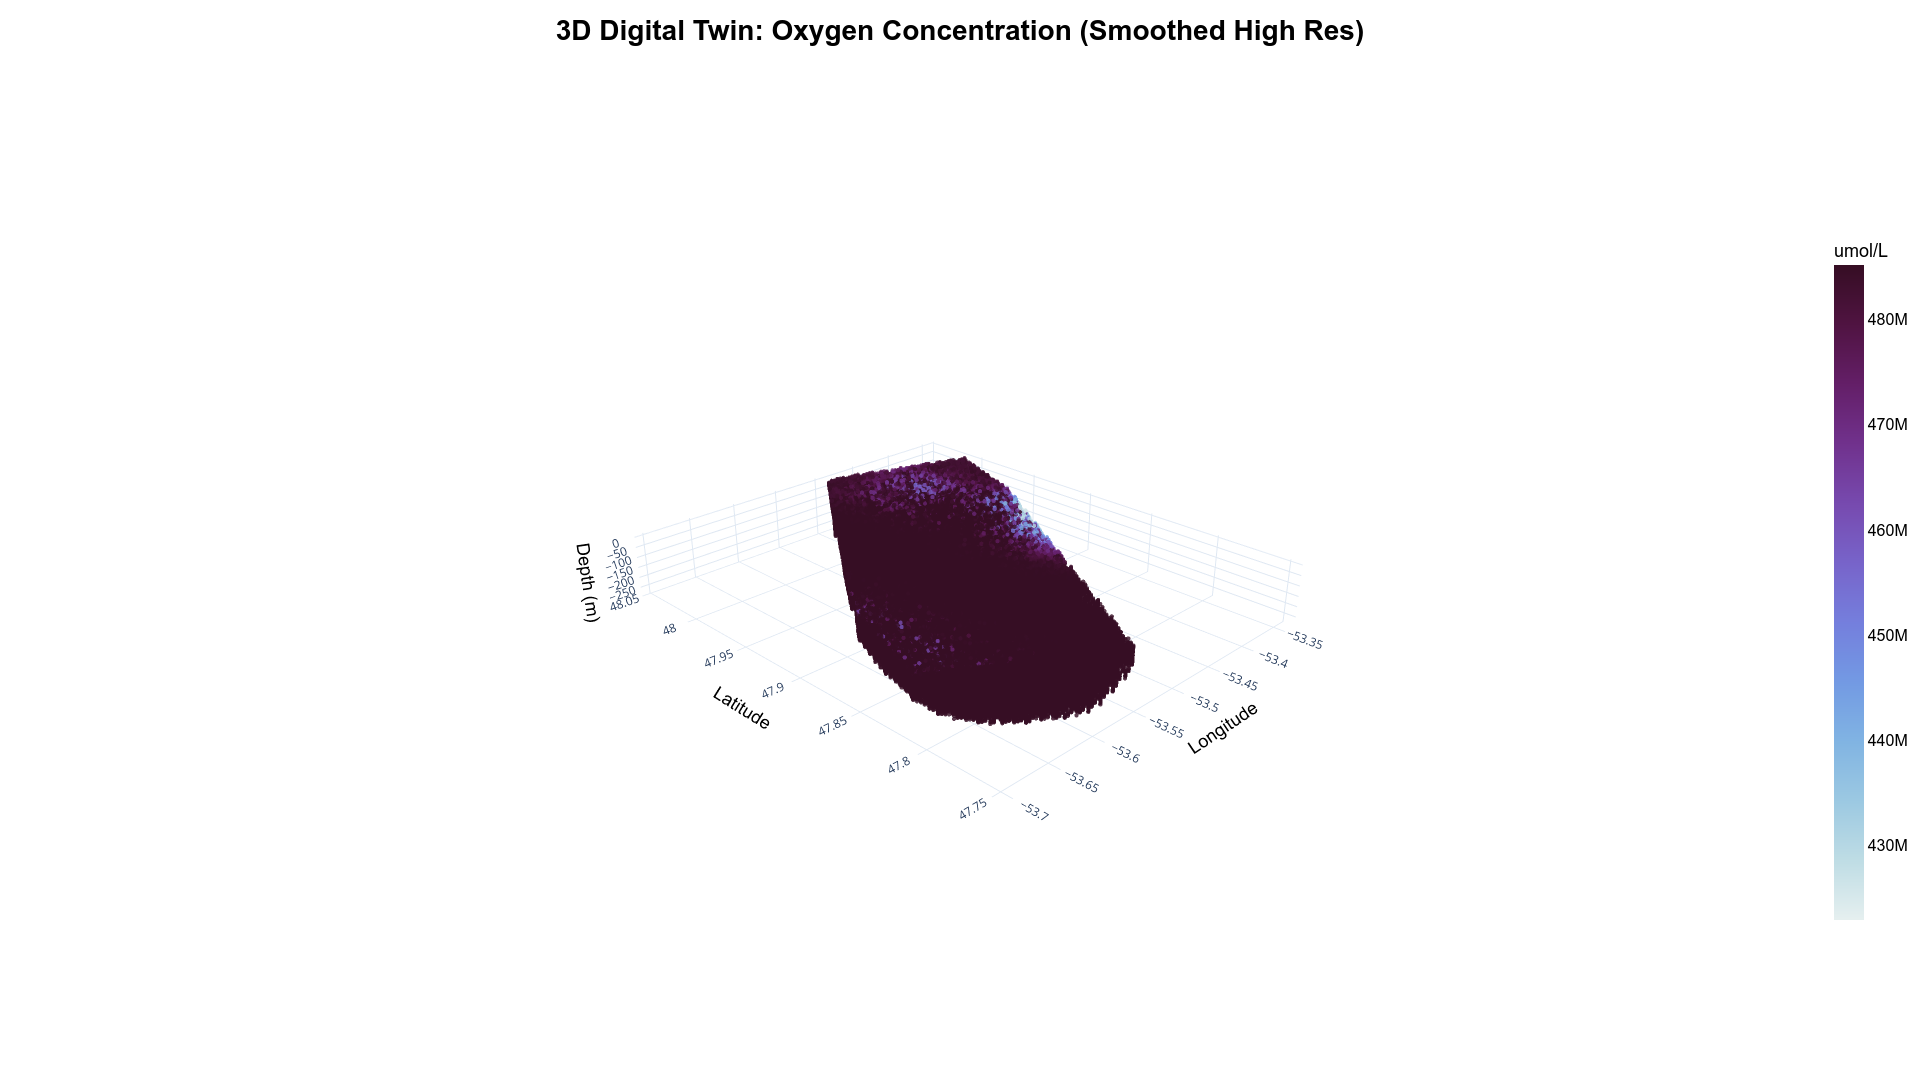 3D Digital Twin: Oxygen Concentration (Smoothed High Res)
umol/L
480M
470M
460M
450M
440M
430M
Depth (m)
0
−50
−100
−150
−200
−250
Latitude
48.05
48
47.95
47.9
47.85
47.8
47.75
Longitude
−53.35
−53.4
−53.45
−53.5
−53.55
−53.6
−53.65
−53.7